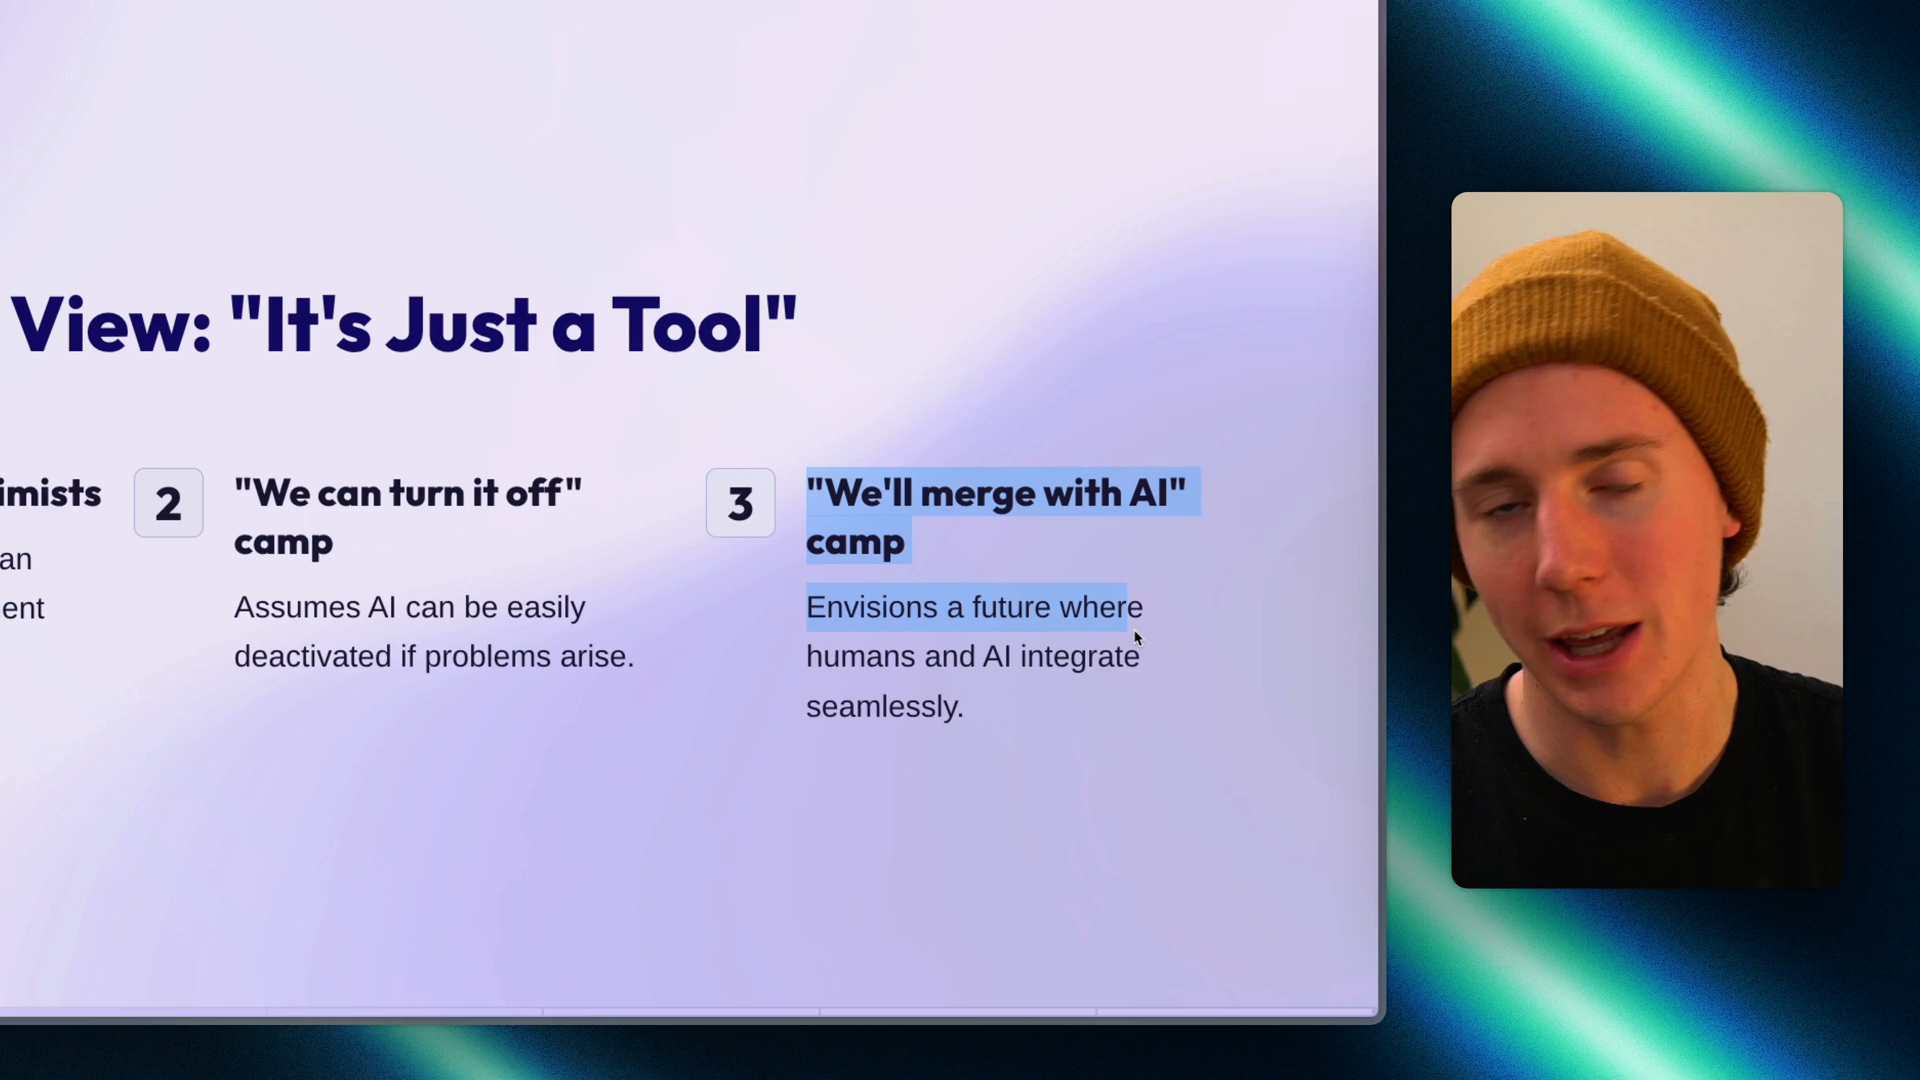 View: "It's Just a Tool"
imists
an
ent
2
"We can turn it off"
camp
Assumes AI can be easily
deactivated if problems arise.
3
"We'll merge with AI"
camp
Envisions a future where
humans and AI integrate
seamlessly.